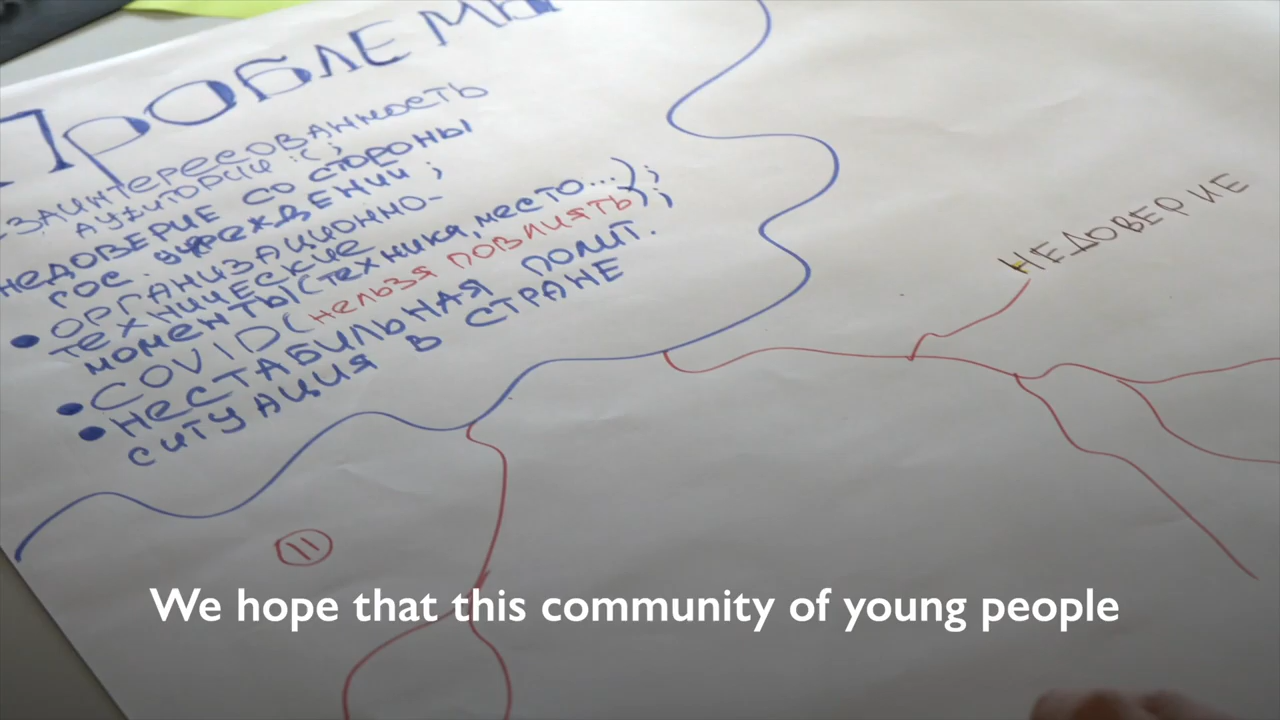 ПРОБЛЕМЫ
-ЗАИНТЕРЕСОВАННОСТЬ
АУДИТОРИИ :(;
НЕДОВЕРИЕ СО СТОРОНЫ
ГОС. УЧРЕЖДЕНИЙ;
• ОРГАНИЗАЦИОННО-
ТЕХНИЧЕСКИЕ
МОМЕНТЫ (ТЕХНИКА, МЕСТО...);
• COVID (НЕЛЬЗЯ ПОВЛИЯТЬ);
• НЕСТАБИЛЬНАЯ ПОЛИТ.
СИТУАЦИЯ В СТРАНЕ
НЕДОВЕРИЕ
11
We hope that this community of young people